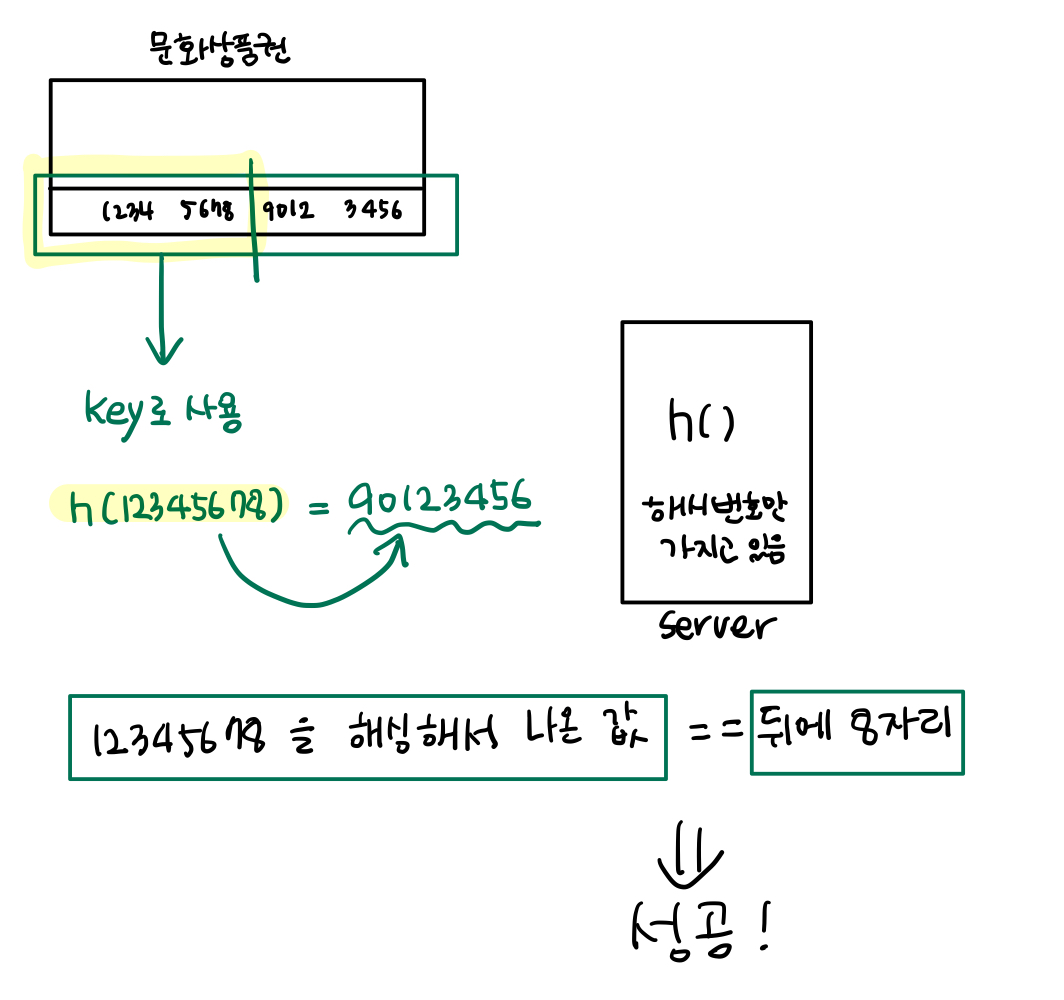 문화상품권
1234 5678 9012 3456
key로 사용
h(12345678) = 90123456
h()
해시번호만
가지고 있음
server
12345678 을 해싱해서 나온 값 == 뒤에 8자리
성공!